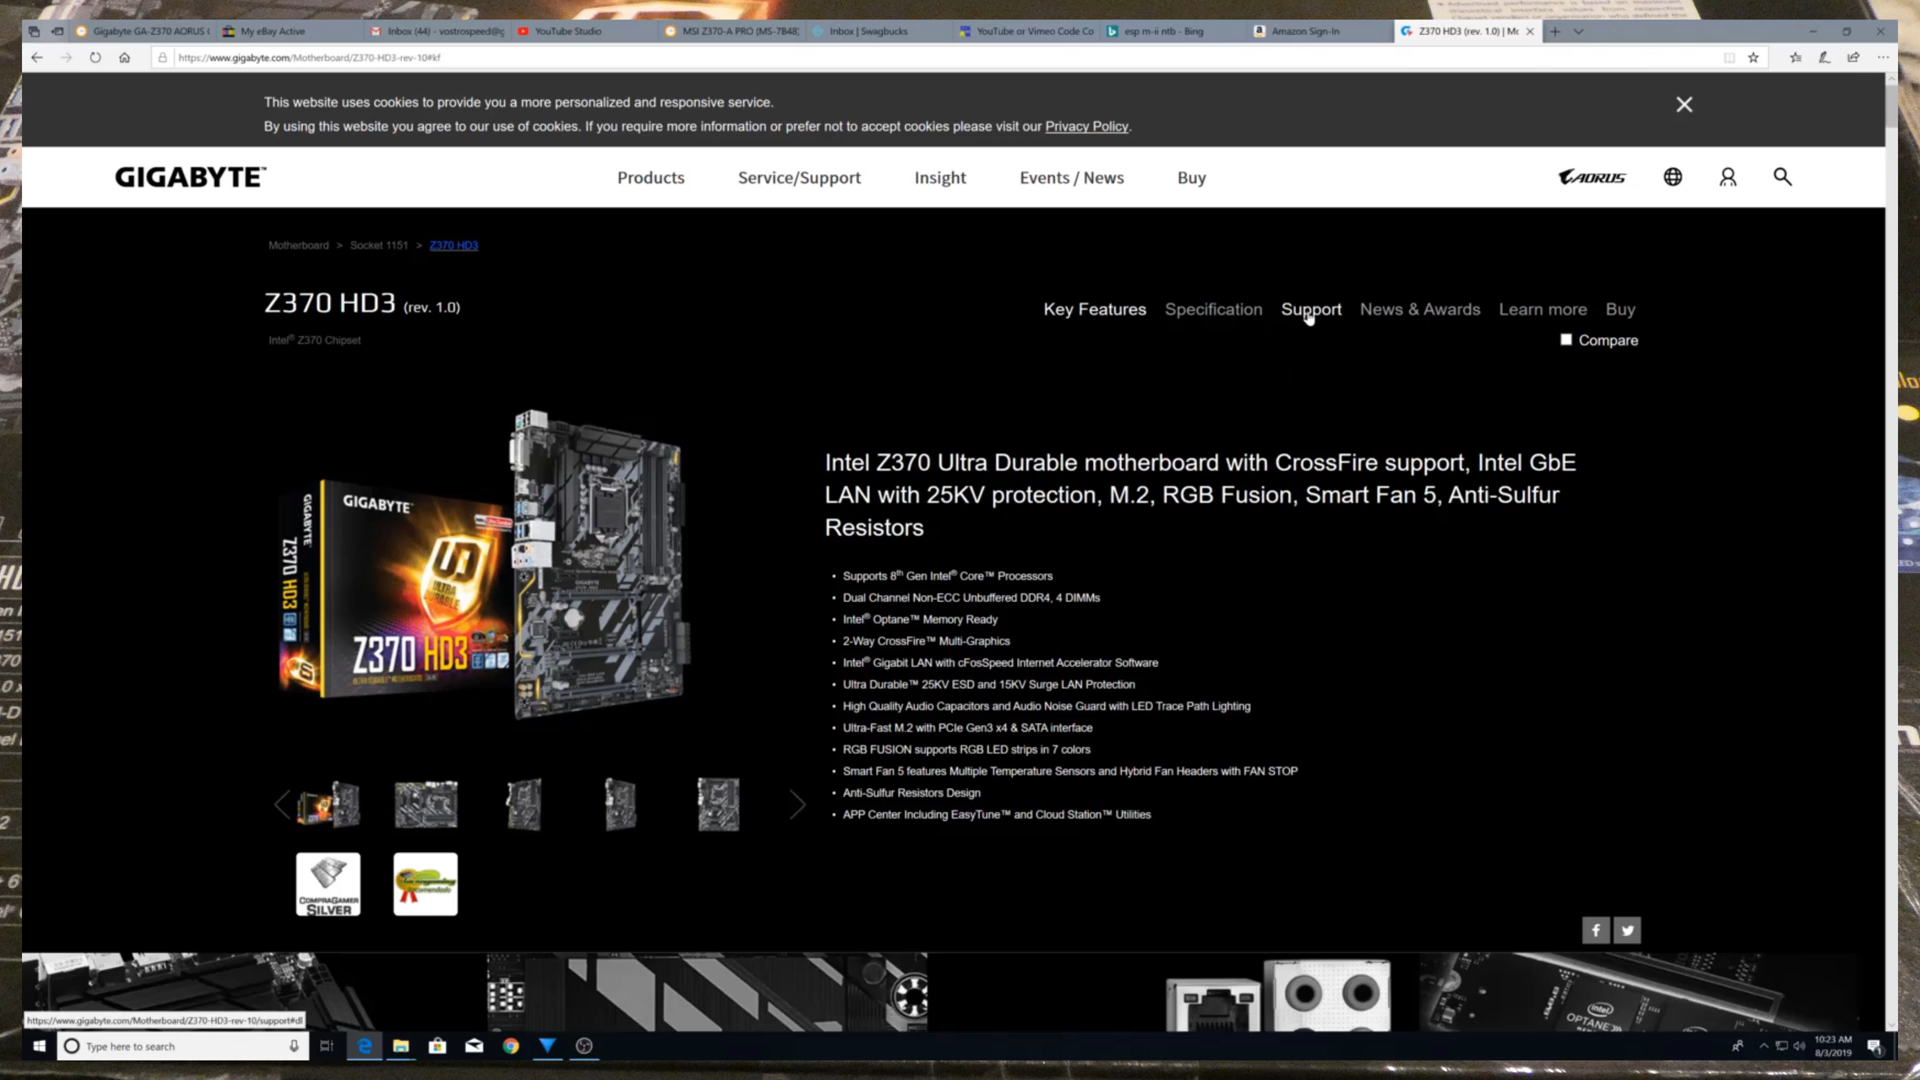 Gigabyte GA-Z370 AORUS G
My eBay Active
Inbox (44) - vostrospeed@g
YouTube Studio
MSI Z370-A PRO (MS-7B48)
Inbox | Swagbucks
YouTube or Vimeo Code Co
esp m-ii ntb - Bing
Amazon Sign-In
Z370 HD3 (rev. 1.0) | Mo
https://www.gigabyte.com/Motherboard/Z370-HD3-rev-10#kf
This website uses cookies to provide you a more personalized and responsive service.
By using this website you agree to our use of cookies. If you require more information or prefer not to accept cookies please visit our Privacy Policy.
GIGABYTE™
Products
Service/Support
Insight
Events / News
Buy
AORUS
Motherboard > Socket 1151 > Z370 HD3
Z370 HD3 (rev. 1.0)
Intel® Z370 Chipset
Key Features
Specification
Support
News & Awards
Learn more
Buy
Compare
GIGABYTE™
GIGABYTE
Z370 HD3
ULTRA DURABLE
Z370 HD3
Intel Z370 Ultra Durable motherboard with CrossFire support, Intel GbE
LAN with 25KV protection, M.2, RGB Fusion, Smart Fan 5, Anti-Sulfur
Resistors
• Supports 8th Gen Intel® Core™ Processors
• Dual Channel Non-ECC Unbuffered DDR4, 4 DIMMs
• Intel® Optane™ Memory Ready
• 2-Way CrossFire™ Multi-Graphics
• Intel® Gigabit LAN with cFosSpeed Internet Accelerator Software
• Ultra Durable™ 25KV ESD and 15KV Surge LAN Protection
• High Quality Audio Capacitors and Audio Noise Guard with LED Trace Path Lighting
• Ultra-Fast M.2 with PCIe Gen3 x4 & SATA interface
• RGB FUSION supports RGB LED strips in 7 colors
• Smart Fan 5 features Multiple Temperature Sensors and Hybrid Fan Headers with FAN STOP
• Anti-Sulfur Resistors Design
• APP Center Including EasyTune™ and Cloud Station™ Utilities
COMPRAGAMER
SILVER
intel
OPTANE
https://www.gigabyte.com/Motherboard/Z370-HD3-rev-10/support#dl
Type here to search
10:23 AM
8/3/2019